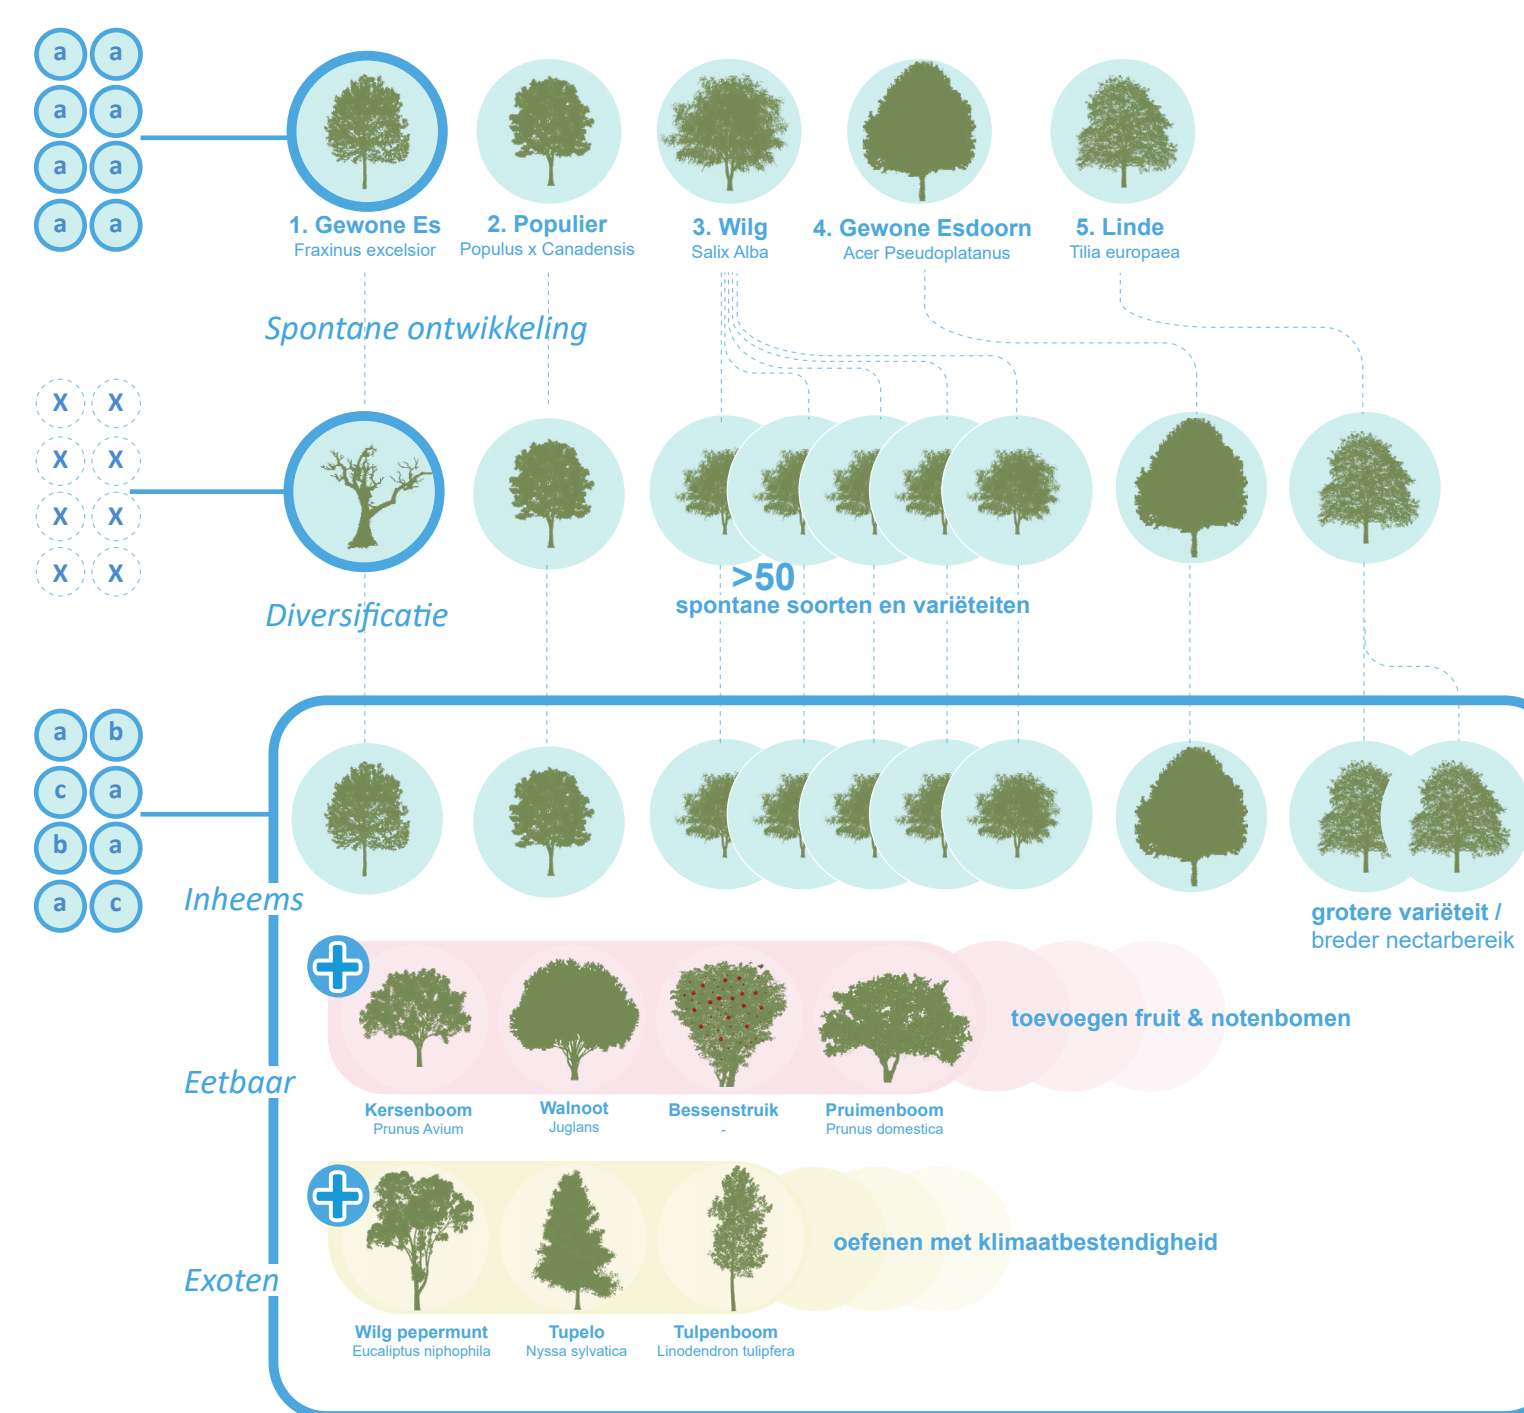 a a
a a
a a
a a
1. Gewone Es
Fraxinus excelsior
2. Populier
Populus x Canadensis
3. Wilg
Salix Alba
4. Gewone Esdoorn
Acer Pseudoplatanus
5. Linde
Tilia europaea
Spontane ontwikkeling
X X
X X
X X
X X
>50
spontane soorten en variëteiten
Diversificatie
a b
c a
b a
a c
Inheems
grotere variëteit /
breder nectarbereik
toevoegen fruit & notenbomen
Eetbaar
Kersenboom
Prunus Avium
Walnoot
Juglans
Bessenstruik
-
Pruimenboom
Prunus domestica
oefenen met klimaatbestendigheid
Exoten
Wilg pepermunt
Eucaliptus niphophila
Tupelo
Nyssa sylvatica
Tulpenboom
Linodendron tulipfera